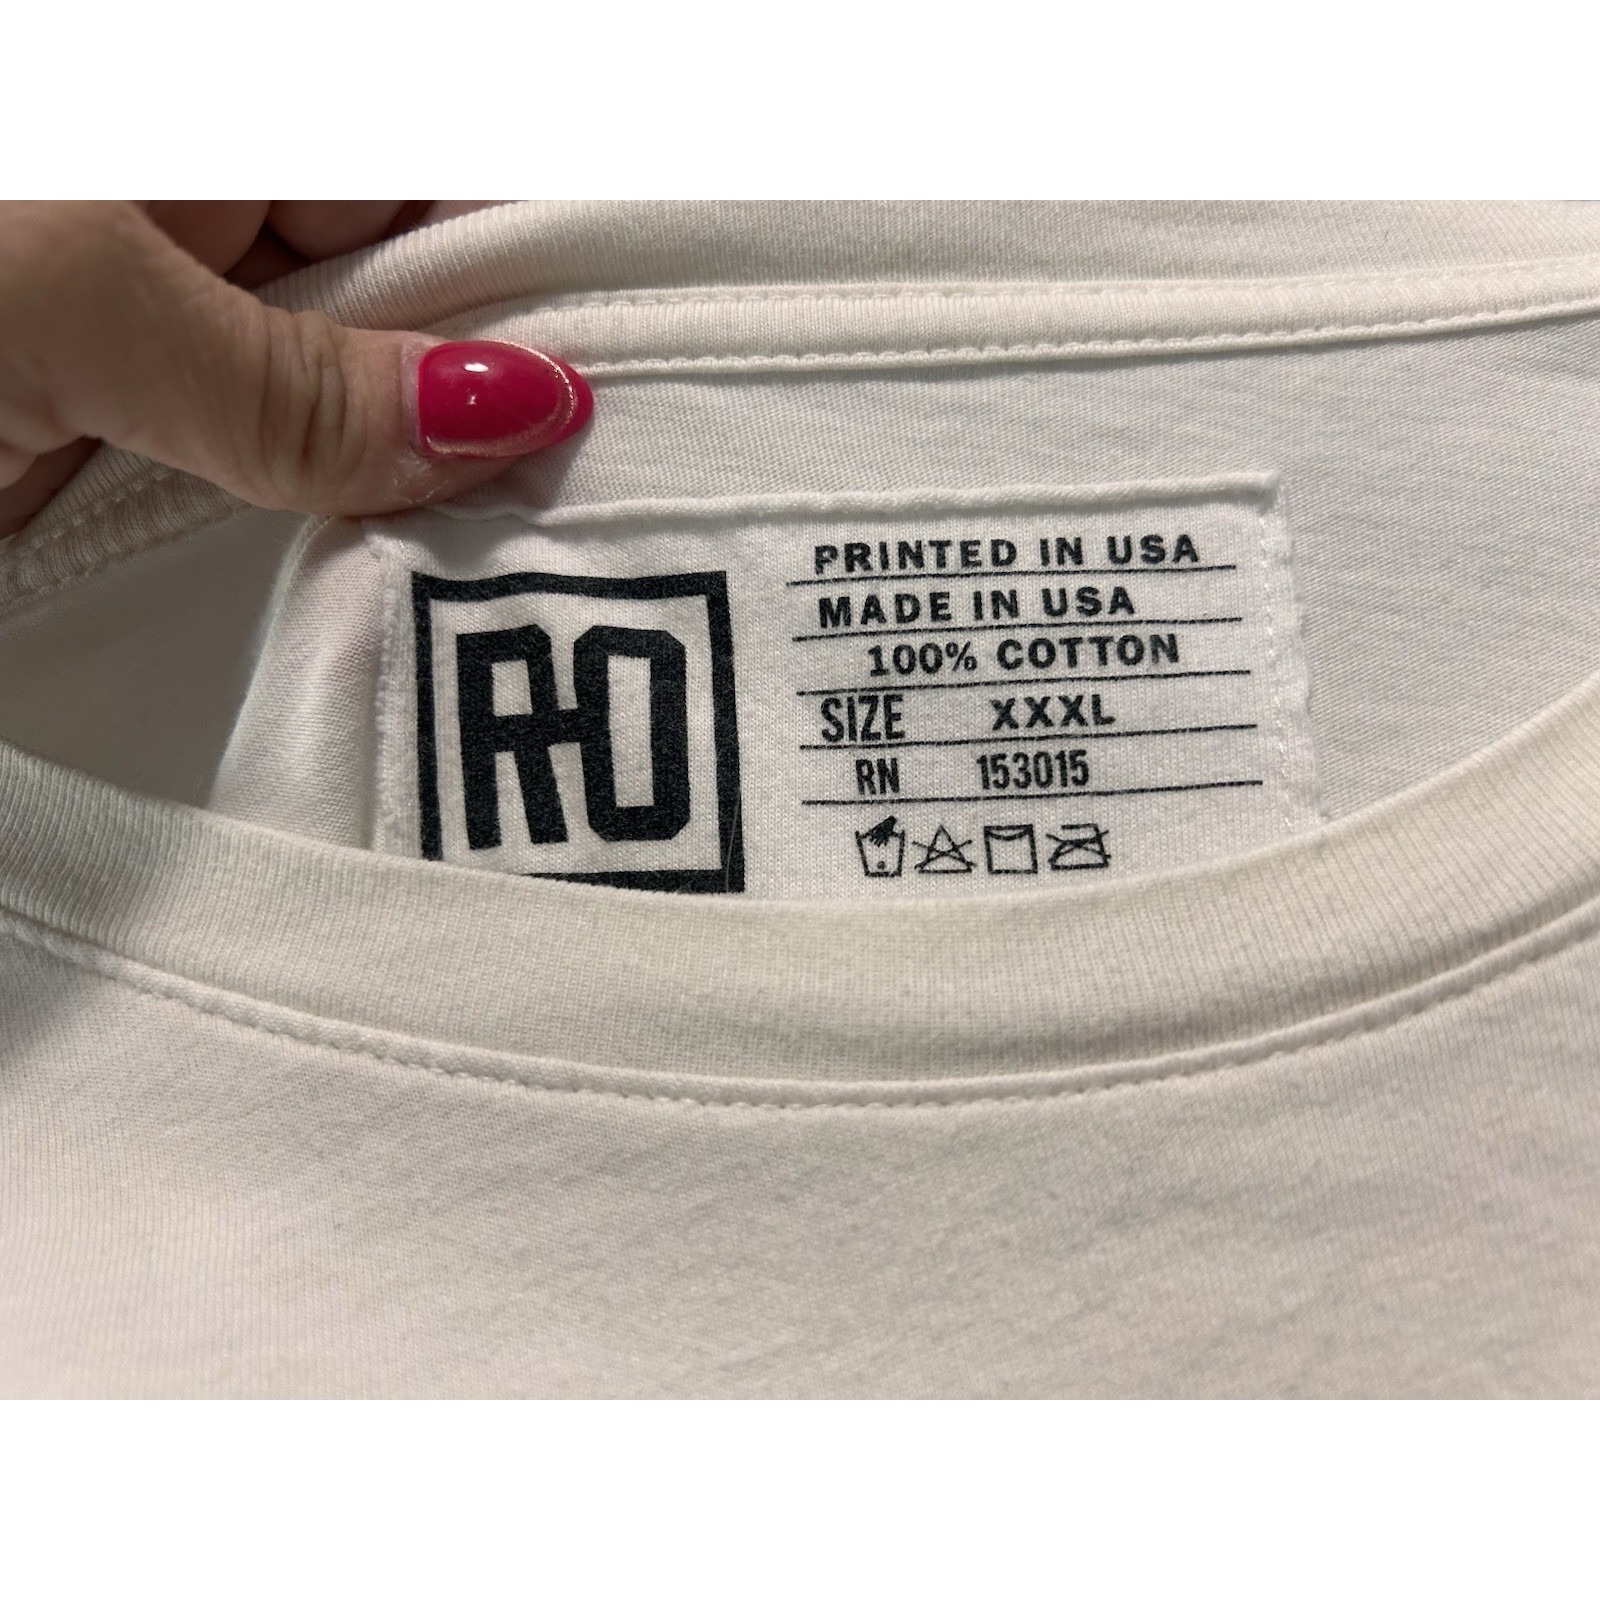 RO
PRINTED IN USA
MADE IN USA
100% COTTON
SIZE XXXL
RN 153015